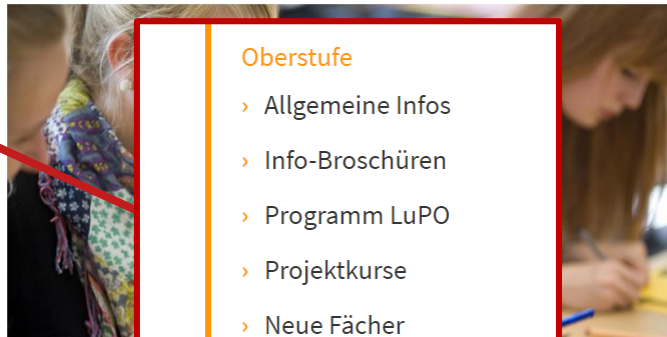 Oberstufe
› Allgemeine Infos
› Info-Broschüren
› Programm LuPO
› Projektkurse
› Neue Fächer